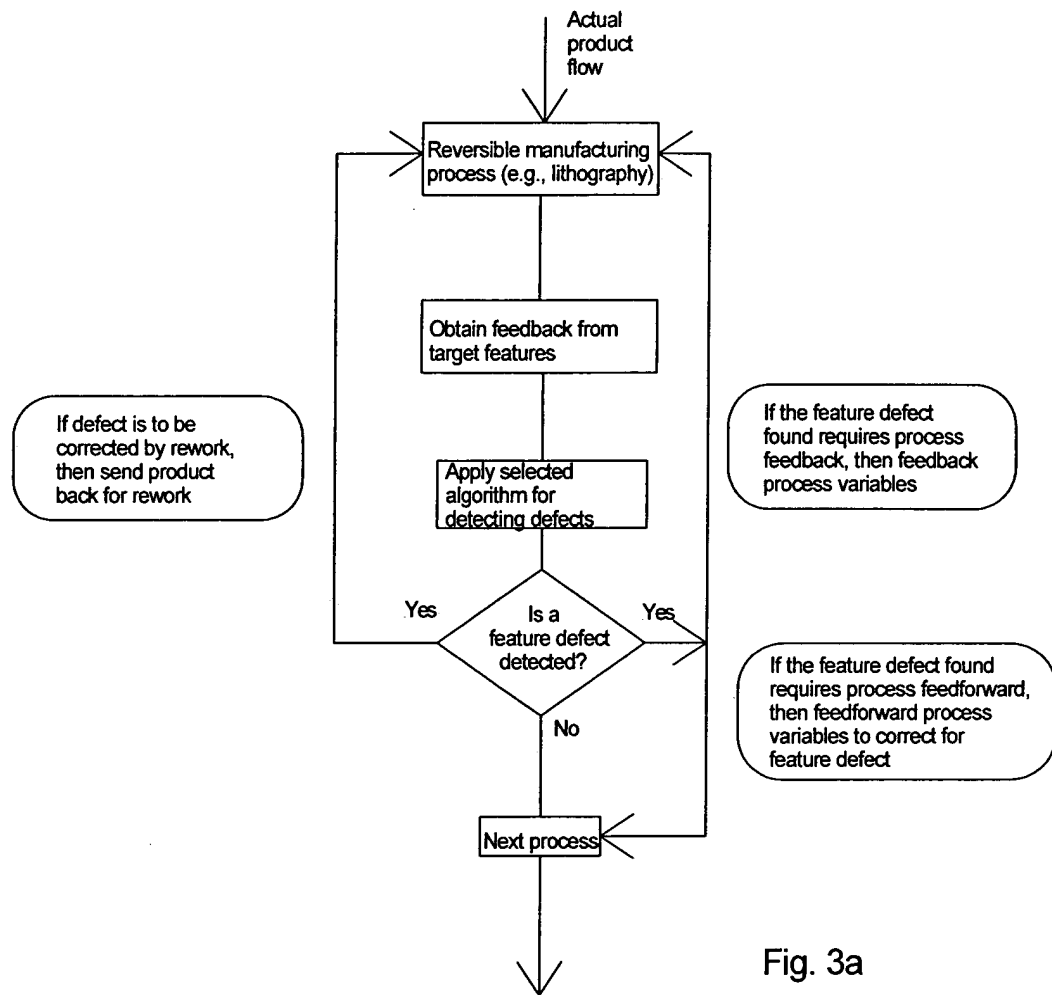 Actual
product
flow
Reversible manufacturing
process (e.g., lithography)
Obtain feedback from
target features
If defect is to be
corrected by rework,
then send product
back for rework
If the feature defect
found requires process
feedback, then feedback
process variables
Apply selected
algorithm for
detecting defects
Yes
Is a
feature defect
detected?
Yes
If the feature defect found
requires process feedforward,
then feedforward process
variables to correct for
feature defect
No
Next process
Fig. 3a